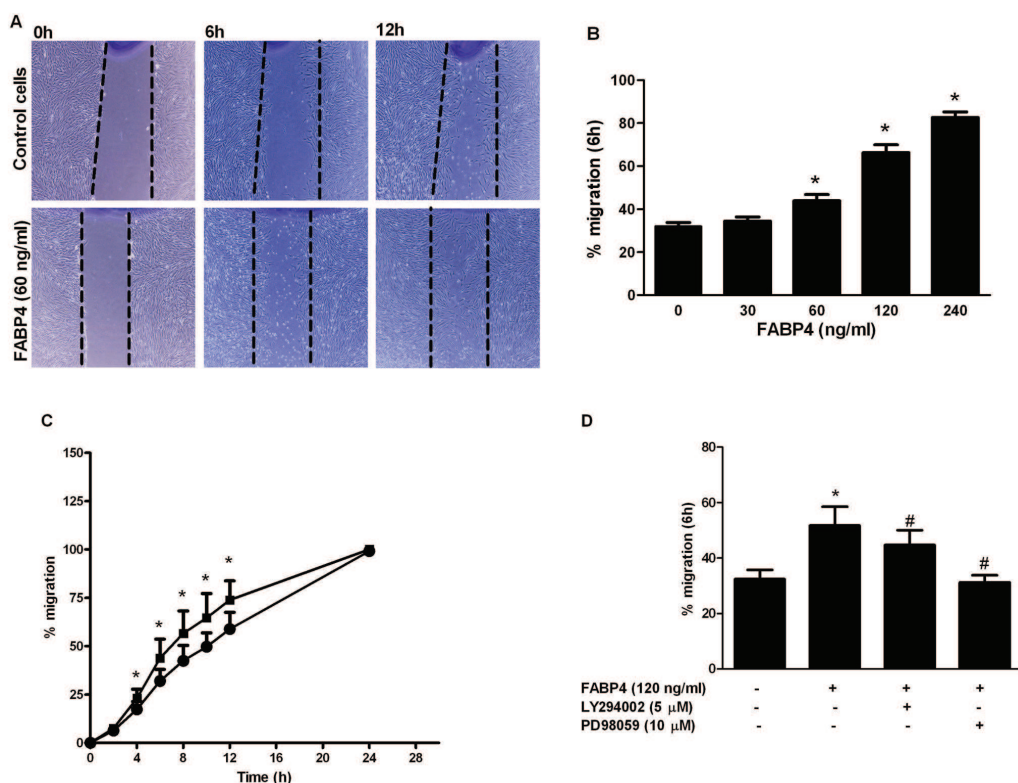 A
0h
6h
12h
Control cells
FABP4 (60 ng/ml)
B
% migration (6h)
100
80
60
40
20
0
*
*
*
0 30 60 120 240
FABP4 (ng/ml)
C
% migration
150
125
100
75
50
25
0
* * * * *
0 4 8 12 16 20 24 28
Time (h)
D
% migration (6h)
80
60
40
20
0
*
#
#
FABP4 (120 ng/ml) - + + +
LY294002 (5 μM) - - + -
PD98059 (10 μM) - - - +